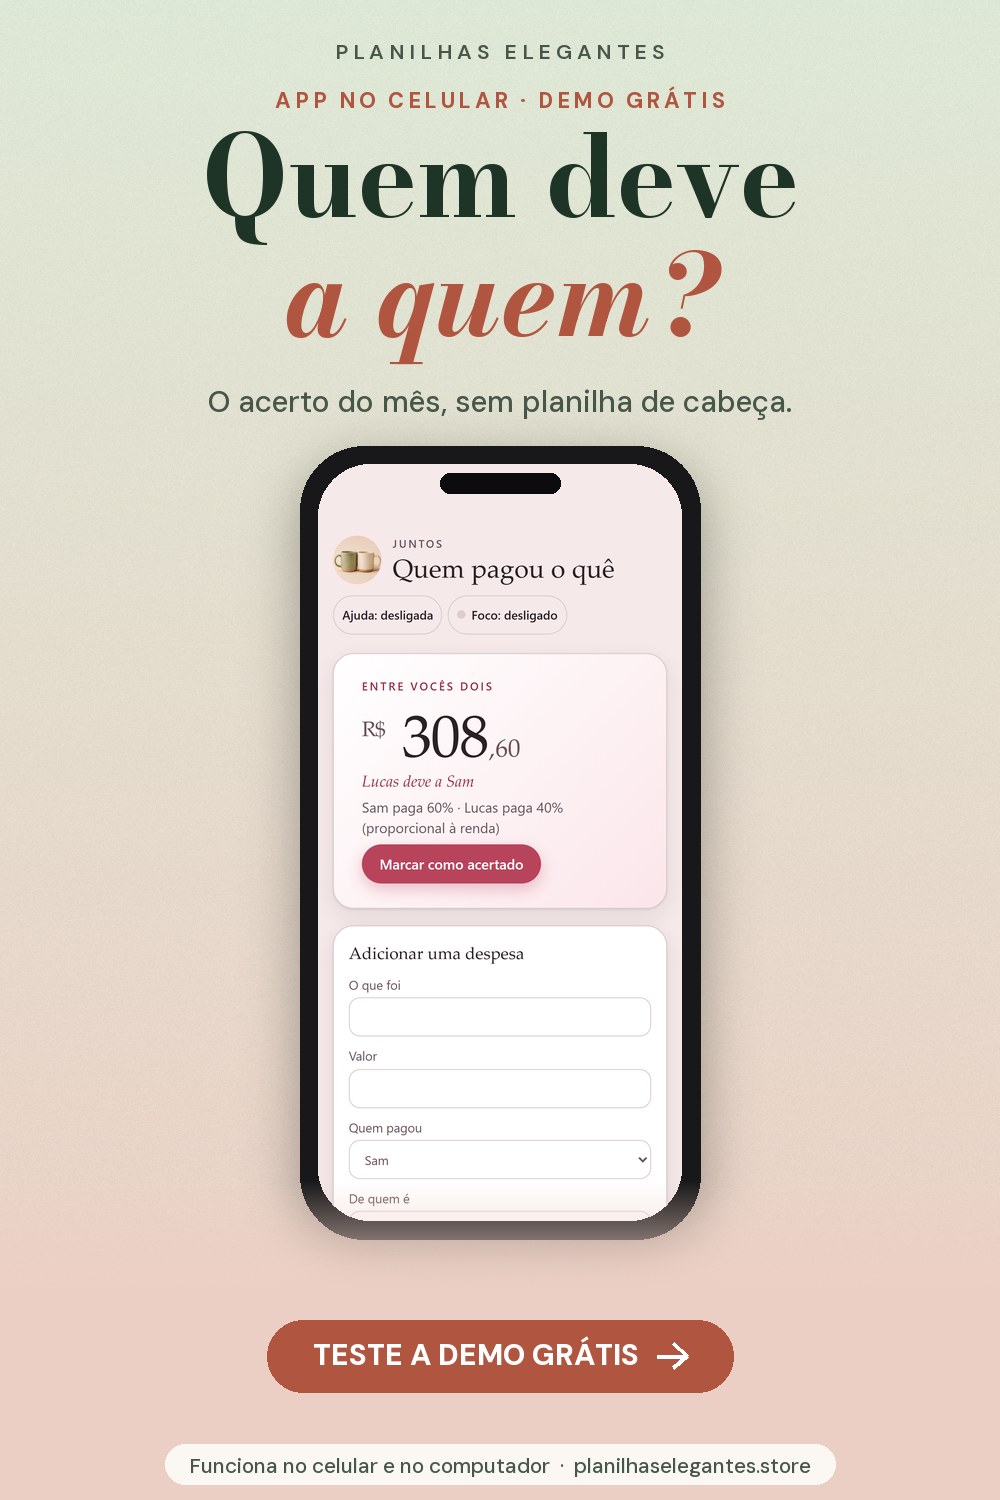 PLANILHAS ELEGANTES
APP NO CELULAR · DEMO GRÁTIS
Quem deve
a quem?
O acerto do mês, sem planilha de cabeça.
JUNTOS
Quem pagou o quê
Ajuda: desligada
Foco: desligado
ENTRE VOCÊS DOIS
R$ 308,60
Lucas deve a Sam
Sam paga 60% · Lucas paga 40%
(proporcional à renda)
Marcar como acertado
Adicionar uma despesa
O que foi
Valor
Quem pagou
Sam
De quem é
TESTE A DEMO GRÁTIS →
Funciona no celular e no computador · planilhaselegantes.store